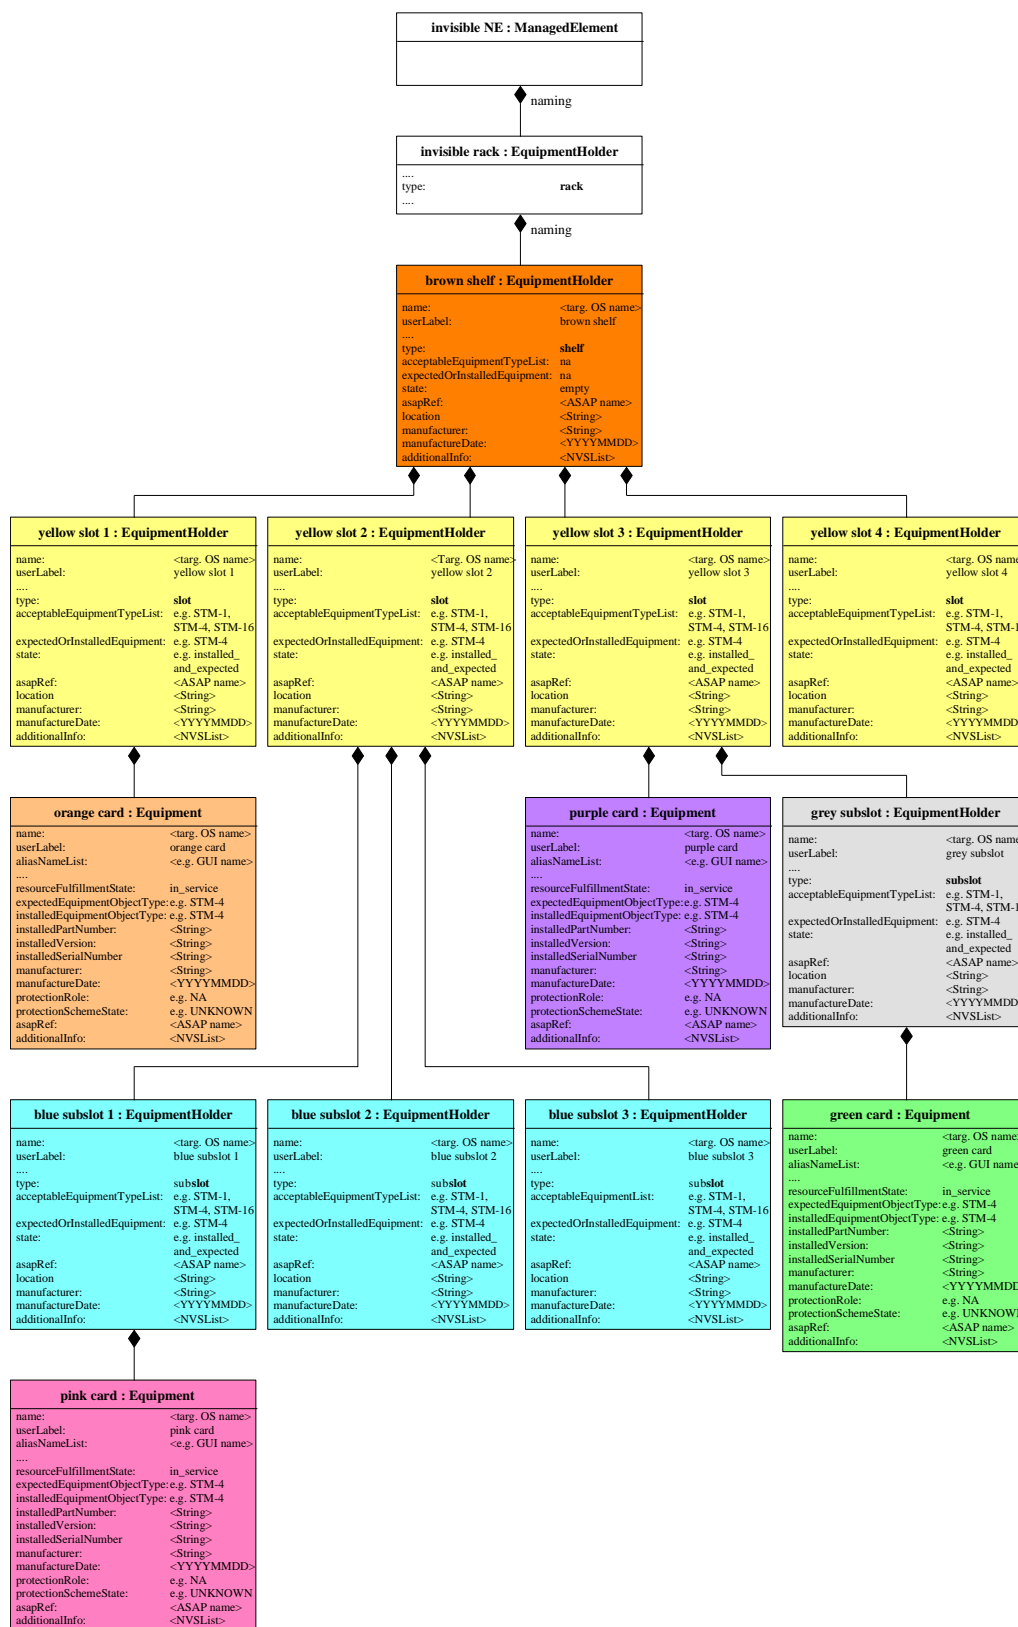 invisible NE : ManagedElement
naming
invisible rack : EquipmentHolder
....
type: rack
....
naming
brown shelf : EquipmentHolder
name: <targ. OS name>
userLabel: brown shelf
....
type: shelf
acceptableEquipmentTypeList: na
expectedOrInstalledEquipment: na
state: empty
asapRef: <ASAP name>
location <String>
manufacturer: <String>
manufactureDate: <YYYYMMDD>
additionalInfo: <NVSList>
yellow slot 1 : EquipmentHolder
name: <targ. OS name>
userLabel: yellow slot 1
....
type: slot
acceptableEquipmentTypeList: e.g. STM-1,
STM-4, STM-16
expectedOrInstalledEquipment: e.g. STM-4
state: e.g. installed_
and_expected
asapRef: <ASAP name>
location <String>
manufacturer: <String>
manufactureDate: <YYYYMMDD>
additionalInfo: <NVSList>
yellow slot 2 : EquipmentHolder
name: <Targ. OS name>
userLabel: yellow slot 2
....
type: slot
acceptableEquipmentTypeList: e.g. STM-1,
STM-4, STM-16
expectedOrInstalledEquipment: e.g. STM-4
state: e.g. installed_
and_expected
asapRef: <ASAP name>
location <String>
manufacturer: <String>
manufactureDate: <YYYYMMDD>
additionalInfo: <NVSList>
yellow slot 3 : EquipmentHolder
name: <targ. OS name>
userLabel: yellow slot 3
....
type: slot
acceptableEquipmentTypeList: e.g. STM-1,
STM-4, STM-16
expectedOrInstalledEquipment: e.g. STM-4
state: e.g. installed_
and_expected
asapRef: <ASAP name>
location <String>
manufacturer: <String>
manufactureDate: <YYYYMMDD>
additionalInfo: <NVSList>
yellow slot 4 : EquipmentHolder
name: <targ. OS name
userLabel: yellow slot 4
....
type: slot
acceptableEquipmentTypeList: e.g. STM-1,
STM-4, STM-1
expectedOrInstalledEquipment: e.g. STM-4
state: e.g. installed_
and_expected
asapRef: <ASAP name>
location <String>
manufacturer: <String>
manufactureDate: <YYYYMMDD
additionalInfo: <NVSList>
orange card : Equipment
name: <targ. OS name>
userLabel: orange card
aliasNameList: <e.g. GUI name>
....
resourceFulfillmentState: in_service
expectedEquipmentObjectType: e.g. STM-4
installedEquipmentObjectType: e.g. STM-4
installedPartNumber: <String>
installedVersion: <String>
installedSerialNumber <String>
manufacturer: <String>
manufactureDate: <YYYYMMDD>
protectionRole: e.g. NA
protectionSchemeState: e.g. UNKNOWN
asapRef: <ASAP name>
additionalInfo: <NVSList>
purple card : Equipment
name: <targ. OS name>
userLabel: purple card
aliasNameList: <e.g. GUI name>
....
resourceFulfillmentState: in_service
expectedEquipmentObjectType: e.g. STM-4
installedEquipmentObjectType: e.g. STM-4
installedPartNumber: <String>
installedVersion: <String>
installedSerialNumber <String>
manufacturer: <String>
manufactureDate: <YYYYMMDD>
protectionRole: e.g. NA
protectionSchemeState: e.g. UNKNOWN
asapRef: <ASAP name>
additionalInfo: <NVSList>
grey subslot : EquipmentHolder
name: <targ. OS name
userLabel: grey subslot
....
type: subslot
acceptableEquipmentTypeList: e.g. STM-1,
STM-4, STM-1
expectedOrInstalledEquipment: e.g. STM-4
state: e.g. installed_
and_expected
asapRef: <ASAP name>
location <String>
manufacturer: <String>
manufactureDate: <YYYYMMDD
additionalInfo: <NVSList>
blue subslot 1 : EquipmentHolder
name: <targ. OS name>
userLabel: blue subslot 1
....
type: subslot
acceptableEquipmentTypeList: e.g. STM-1,
STM-4, STM-16
expectedOrInstalledEquipment: e.g. STM-4
state: e.g. installed_
and_expected
asapRef: <ASAP name>
location <String>
manufacturer: <String>
manufactureDate: <YYYYMMDD>
additionalInfo: <NVSList>
blue subslot 2 : EquipmentHolder
name: <targ. OS name>
userLabel: blue subslot 2
....
type: subslot
acceptableEquipmentTypeList: e.g. STM-1,
STM-4, STM-16
expectedOrInstalledEquipment: e.g. STM-4
state: e.g. installed_
and_expected
asapRef: <ASAP name>
location <String>
manufacturer: <String>
manufactureDate: <YYYYMMDD>
additionalInfo: <NVSList>
blue subslot 3 : EquipmentHolder
name: <targ. OS name>
userLabel: blue subslot 3
....
type: subslot
acceptableEquipmentList: e.g. STM-1,
STM-4, STM-16
expectedOrInstalledEquipment: e.g. STM-4
state: e.g. installed_
and_expected
asapRef: <ASAP name>
location <String>
manufacturer: <String>
manufactureDate: <YYYYMMDD>
additionalInfo: <NVSList>
green card : Equipment
name: <targ. OS name
userLabel: green card
aliasNameList: <e.g. GUI name
....
resourceFulfillmentState: in_service
expectedEquipmentObjectType: e.g. STM-4
installedEquipmentObjectType: e.g. STM-4
installedPartNumber: <String>
installedVersion: <String>
installedSerialNumber <String>
manufacturer: <String>
manufactureDate: <YYYYMMDD
protectionRole: e.g. NA
protectionSchemeState: e.g. UNKNOWN
asapRef: <ASAP name>
additionalInfo: <NVSList>
pink card : Equipment
name: <targ. OS name>
userLabel: pink card
aliasNameList: <e.g. GUI name>
....
resourceFulfillmentState: in_service
expectedEquipmentObjectType: e.g. STM-4
installedEquipmentObjectType: e.g. STM-4
installedPartNumber: <String>
installedVersion: <String>
installedSerialNumber <String>
manufacturer: <String>
manufactureDate: <YYYYMMDD>
protectionRole: e.g. NA
protectionSchemeState: e.g. UNKNOWN
asapRef: <ASAP name>
additionalInfo: <NVSList>